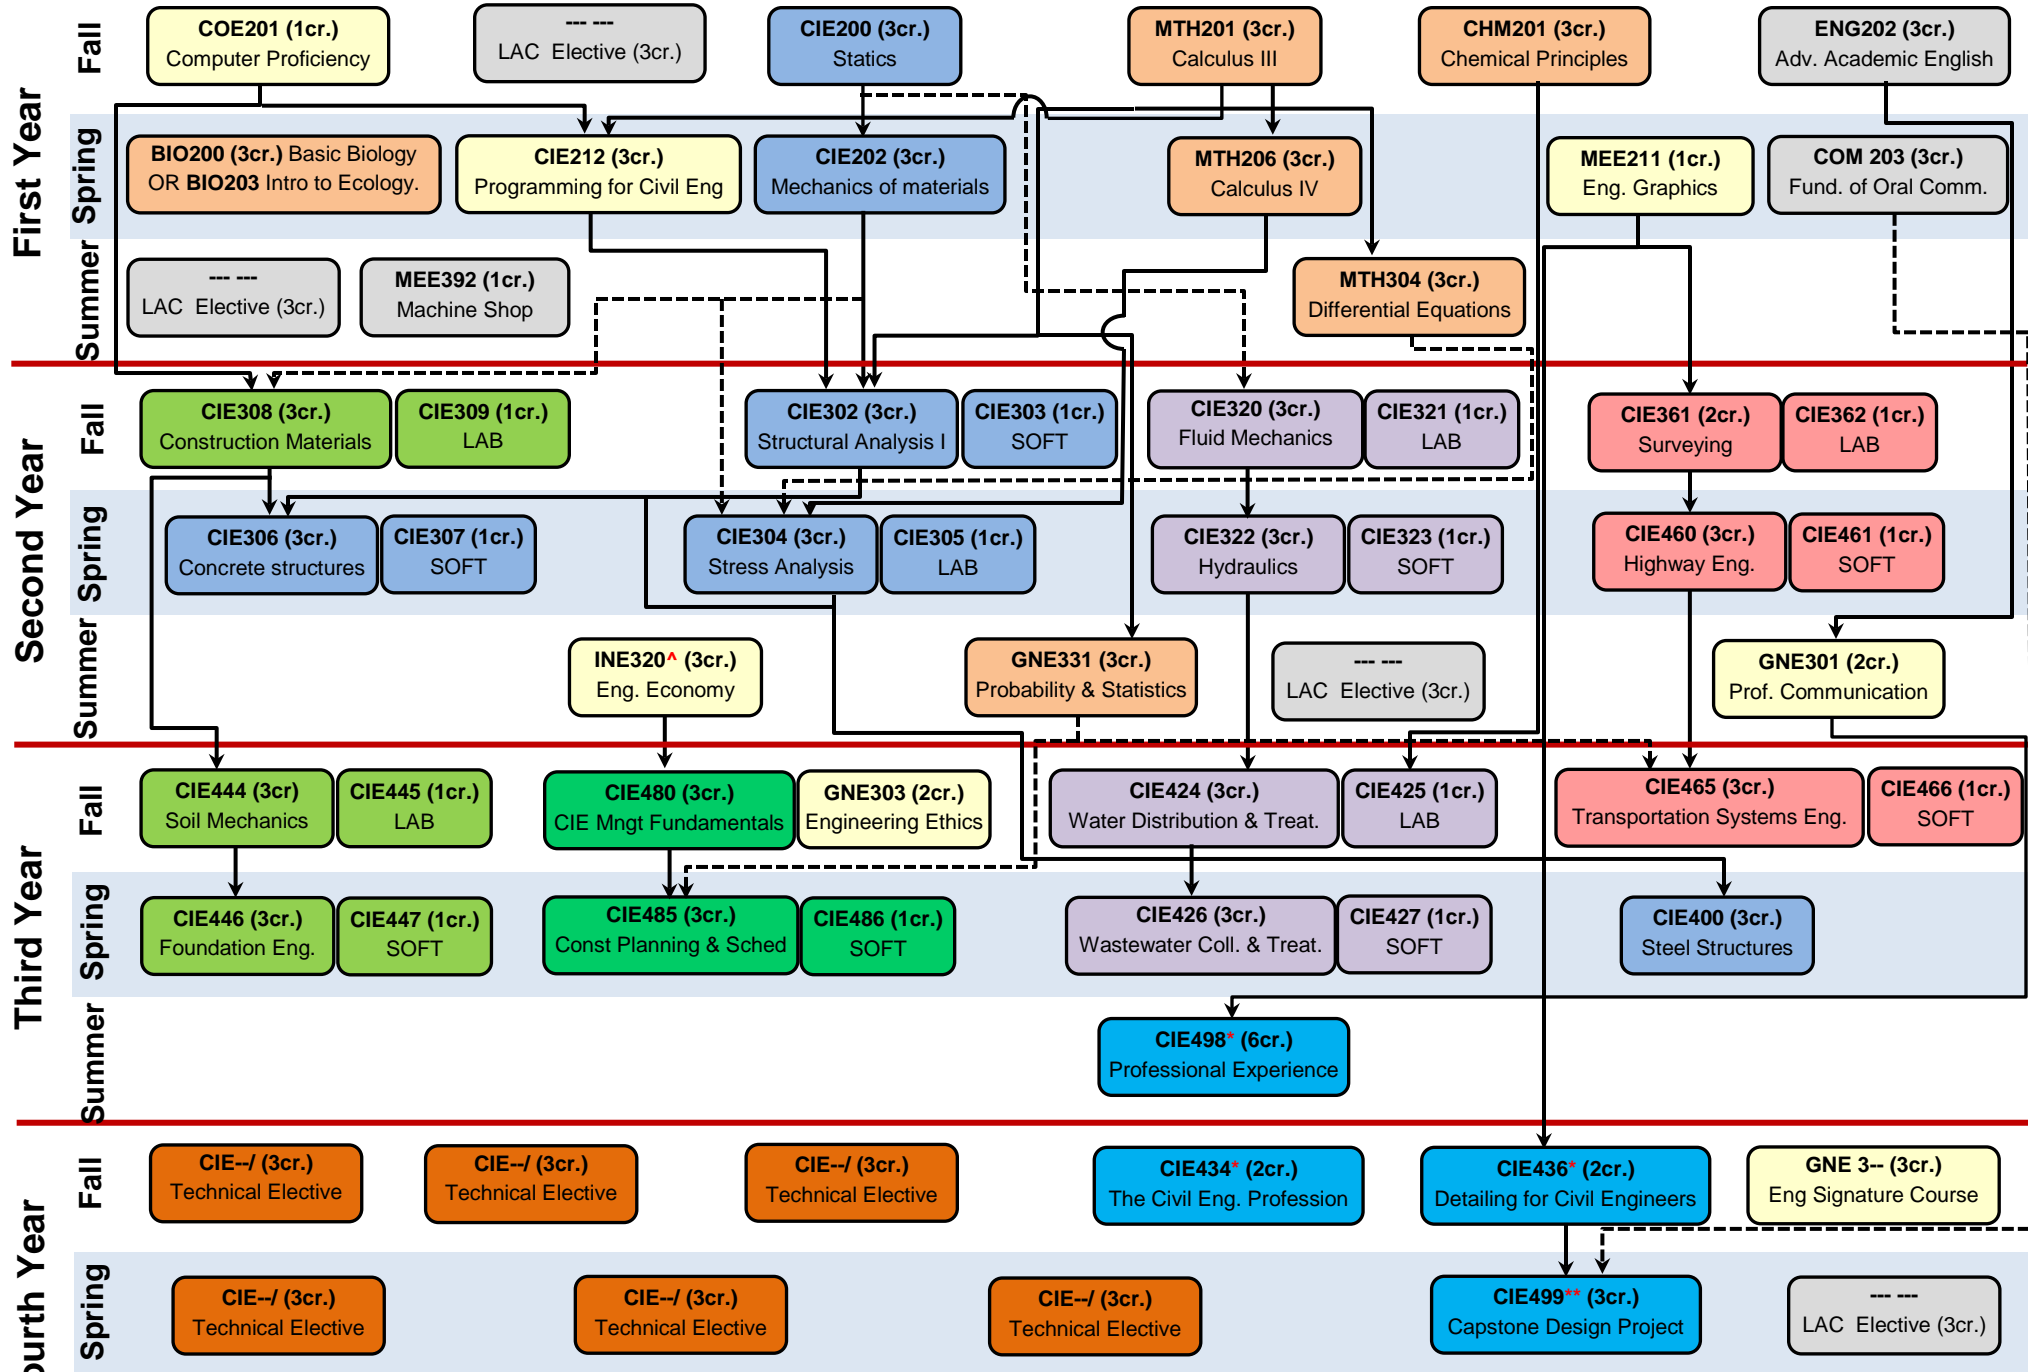 First Year
Fall
COE201 (1cr.)
Computer Proficiency
--- ---
LAC Elective (3cr.)
CIE200 (3cr.)
Statics
MTH201 (3cr.)
Calculus III
CHM201 (3cr.)
Chemical Principles
ENG202 (3cr.)
Adv. Academic English
Spring
BIO200 (3cr.) Basic Biology
OR BIO203 Intro to Ecology.
CIE212 (3cr.)
Programming for Civil Eng
CIE202 (3cr.)
Mechanics of materials
MTH206 (3cr.)
Calculus IV
MEE211 (1cr.)
Eng. Graphics
COM 203 (3cr.)
Fund. of Oral Comm.
Summer
--- ---
LAC Elective (3cr.)
MEE392 (1cr.)
Machine Shop
MTH304 (3cr.)
Differential Equations
Second Year
Fall
CIE308 (3cr.)
Construction Materials
CIE309 (1cr.)
LAB
CIE302 (3cr.)
Structural Analysis I
CIE303 (1cr.)
SOFT
CIE320 (3cr.)
Fluid Mechanics
CIE321 (1cr.)
LAB
CIE361 (2cr.)
Surveying
CIE362 (1cr.)
LAB
Spring
CIE306 (3cr.)
Concrete structures
CIE307 (1cr.)
SOFT
CIE304 (3cr.)
Stress Analysis
CIE305 (1cr.)
LAB
CIE322 (3cr.)
Hydraulics
CIE323 (1cr.)
SOFT
CIE460 (3cr.)
Highway Eng.
CIE461 (1cr.)
SOFT
Summer
INE320^ (3cr.)
Eng. Economy
GNE331 (3cr.)
Probability & Statistics
--- ---
LAC Elective (3cr.)
GNE301 (2cr.)
Prof. Communication
Third Year
Fall
CIE444 (3cr)
Soil Mechanics
CIE445 (1cr.)
LAB
CIE480 (3cr.)
CIE Mngt Fundamentals
GNE303 (2cr.)
Engineering Ethics
CIE424 (3cr.)
Water Distribution & Treat.
CIE425 (1cr.)
LAB
CIE465 (3cr.)
Transportation Systems Eng.
CIE466 (1cr.)
SOFT
Spring
CIE446 (3cr.)
Foundation Eng.
CIE447 (1cr.)
SOFT
CIE485 (3cr.)
Const Planning & Sched
CIE486 (1cr.)
SOFT
CIE426 (3cr.)
Wastewater Coll. & Treat.
CIE427 (1cr.)
SOFT
CIE400 (3cr.)
Steel Structures
Summer
CIE498* (6cr.)
Professional Experience
ourth Year
Fall
CIE--/ (3cr.)
Technical Elective
CIE--/ (3cr.)
Technical Elective
CIE--/ (3cr.)
Technical Elective
CIE434* (2cr.)
The Civil Eng. Profession
CIE436* (2cr.)
Detailing for Civil Engineers
GNE 3-- (3cr.)
Eng Signature Course
Spring
CIE--/ (3cr.)
Technical Elective
CIE--/ (3cr.)
Technical Elective
CIE--/ (3cr.)
Technical Elective
CIE499** (3cr.)
Capstone Design Project
--- ---
LAC Elective (3cr.)